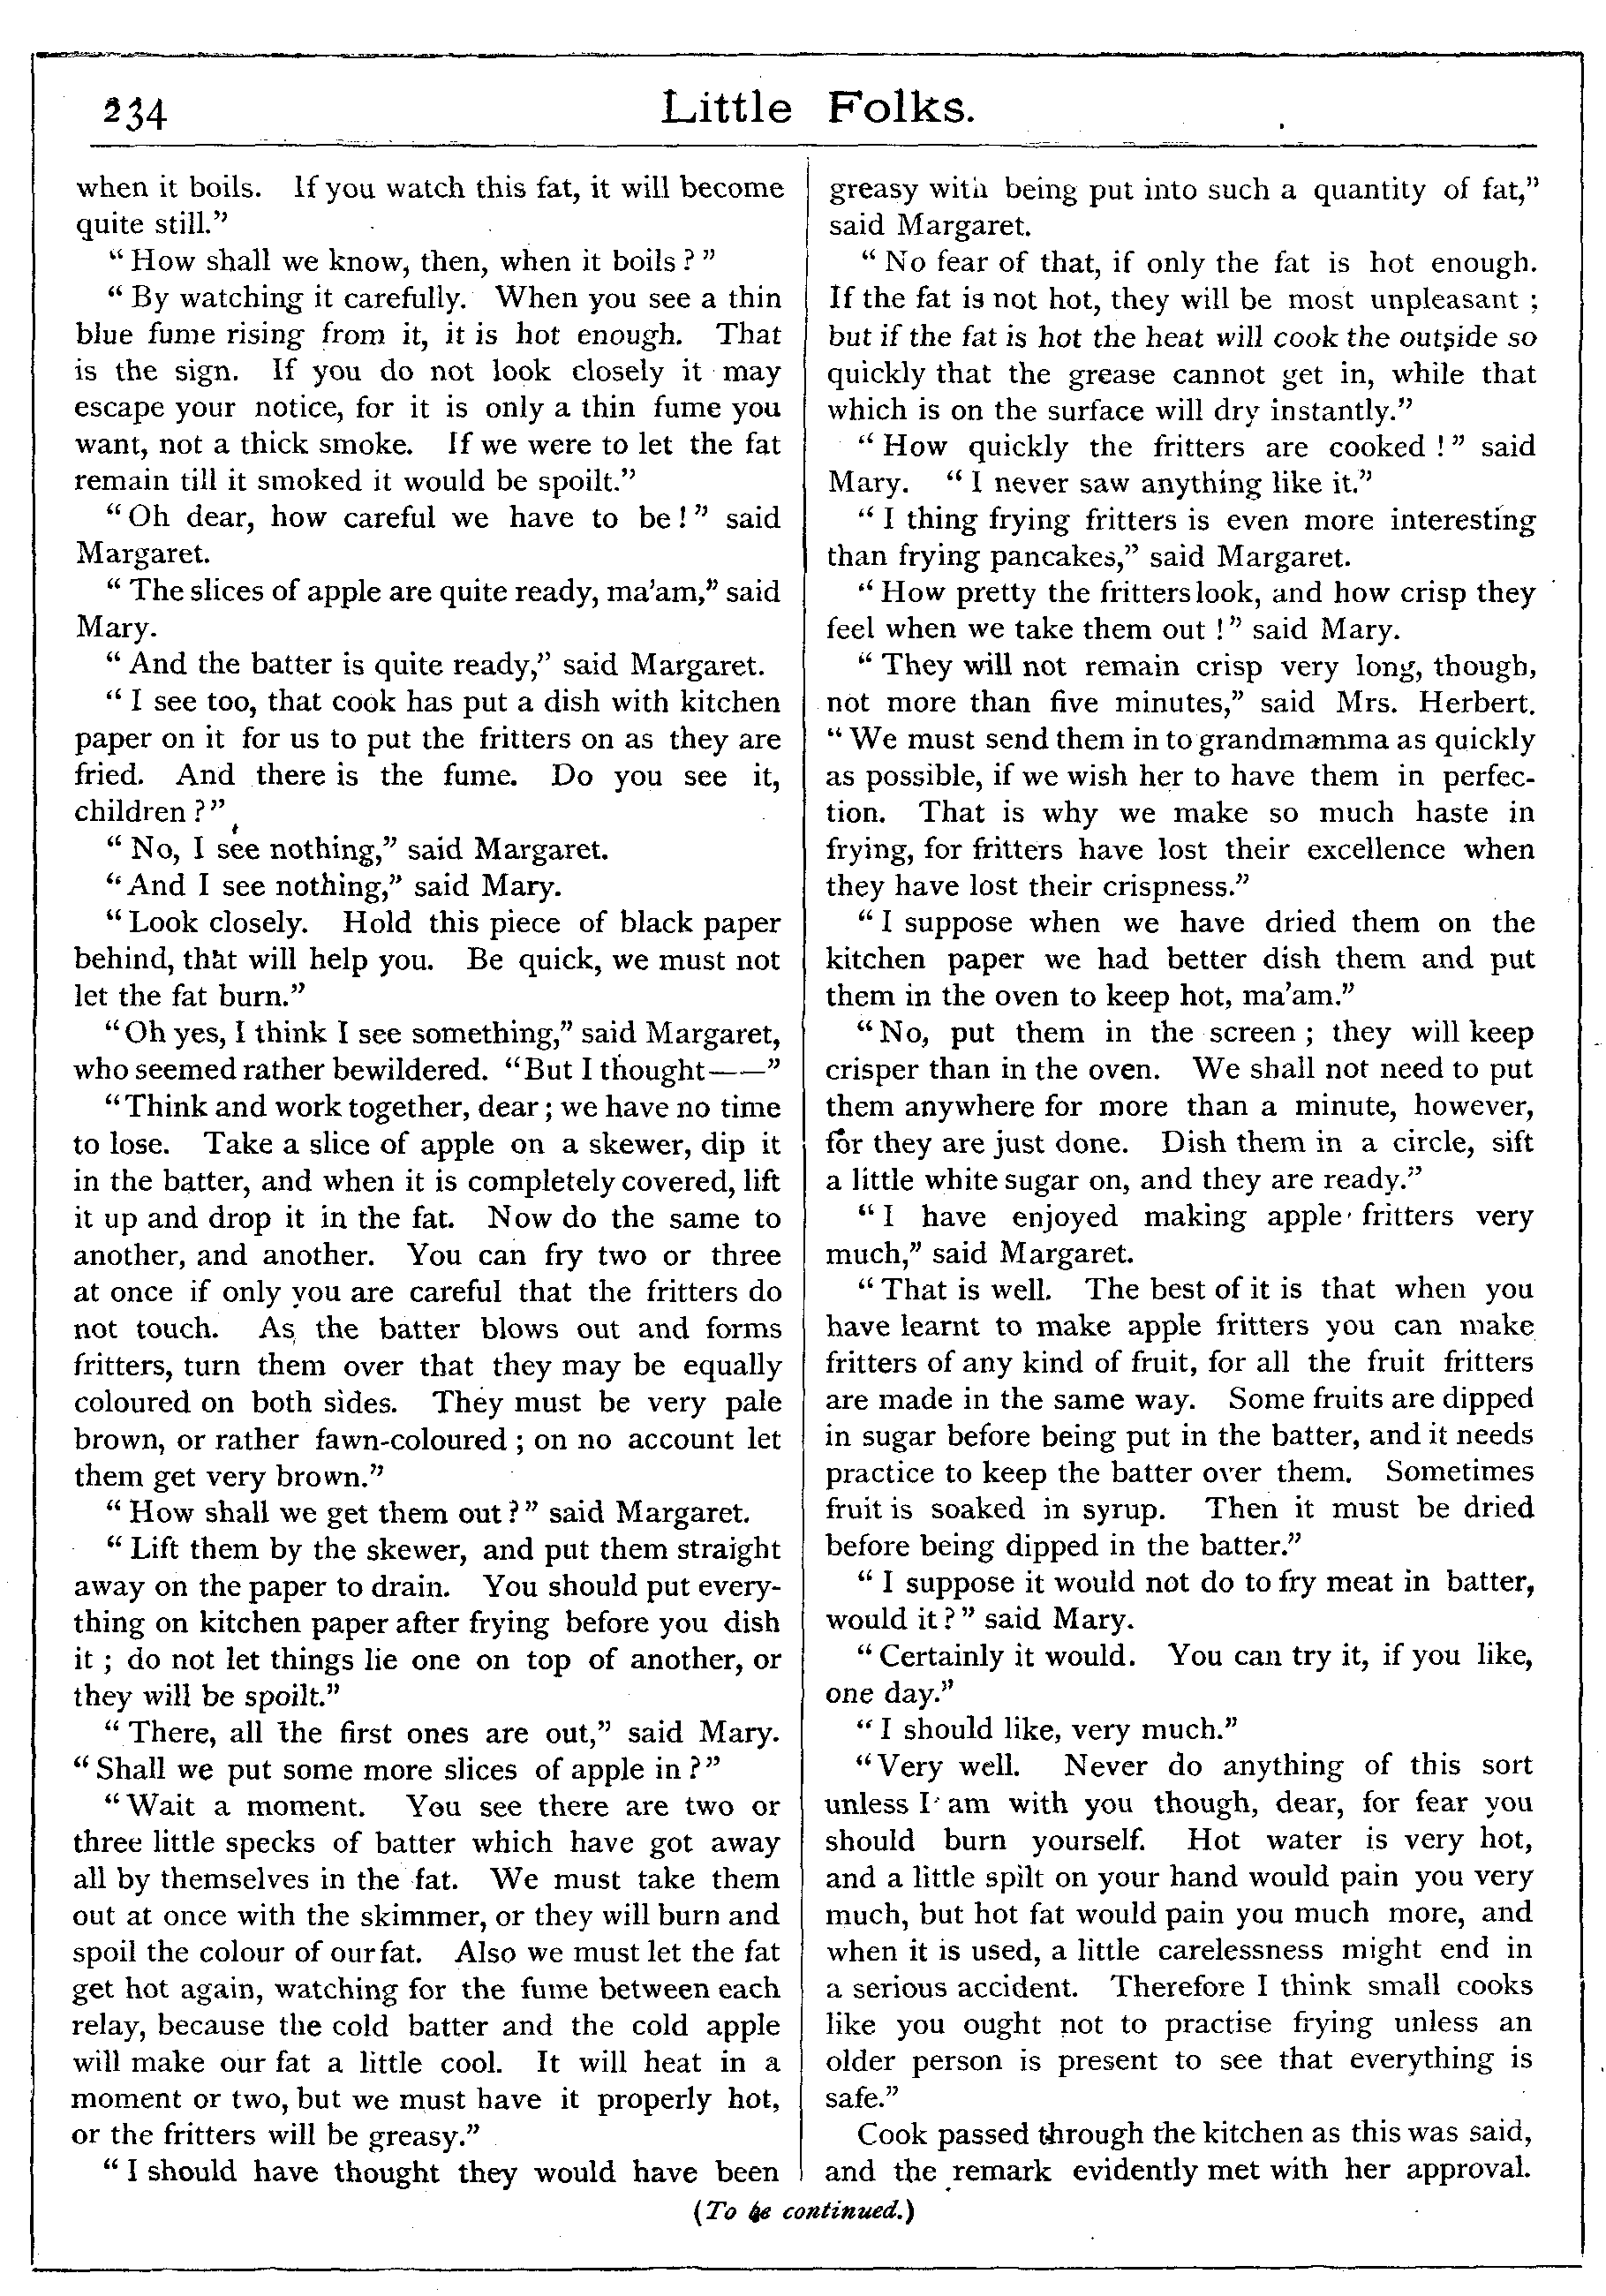 234
Little Folks.
when it boils. If you watch this fat, it will become
quite still."
"How shall we know, then, when it boils?"
"By watching it carefully. When you see a thin
blue fume rising from it, it is hot enough. That
is the sign. If you do not look closely it may
escape your notice, for it is only a thin fume you
want, not a thick smoke. If we were to let the fat
remain till it smoked it would be spoilt."
"Oh dear, how careful we have to be!" said
Margaret.
"The slices of apple are quite ready, ma'am," said
Mary.
"And the batter is quite ready," said Margaret.
"I see too, that cook has put a dish with kitchen
paper on it for us to put the fritters on as they are
fried. And there is the fume. Do you see it,
children?"
"No, I see nothing," said Margaret.
"And I see nothing," said Mary.
"Look closely. Hold this piece of black paper
behind, that will help you. Be quick, we must not
let the fat burn."
"Oh yes, I think I see something," said Margaret,
who seemed rather bewildered. "But I thought——"
"Think and work together, dear; we have no time
to lose. Take a slice of apple on a skewer, dip it
in the batter, and when it is completely covered, lift
it up and drop it in the fat. Now do the same to
another, and another. You can fry two or three
at once if only you are careful that the fritters do
not touch. As the batter blows out and forms
fritters, turn them over that they may be equally
coloured on both sides. They must be very pale
brown, or rather fawn-coloured; on no account let
them get very brown."
"How shall we get them out?" said Margaret.
"Lift them by the skewer, and put them straight
away on the paper to drain. You should put every-
thing on kitchen paper after frying before you dish
it; do not let things lie one on top of another, or
they will be spoilt."
"There, all the first ones are out," said Mary.
"Shall we put some more slices of apple in?"
"Wait a moment. You see there are two or
three little specks of batter which have got away
all by themselves in the fat. We must take them
out at once with the skimmer, or they will burn and
spoil the colour of our fat. Also we must let the fat
get hot again, watching for the fume between each
relay, because the cold batter and the cold apple
will make our fat a little cool. It will heat in a
moment or two, but we must have it properly hot,
or the fritters will be greasy."
"I should have thought they would have been
greasy with being put into such a quantity of fat,"
said Margaret.
"No fear of that, if only the fat is hot enough.
If the fat is not hot, they will be most unpleasant;
but if the fat is hot the heat will cook the outside so
quickly that the grease cannot get in, while that
which is on the surface will dry instantly."
"How quickly the fritters are cooked!" said
Mary. "I never saw anything like it."
"I thing frying fritters is even more interesting
than frying pancakes," said Margaret.
"How pretty the fritters look, and how crisp they
feel when we take them out!" said Mary.
"They will not remain crisp very long, though,
not more than five minutes," said Mrs. Herbert.
"We must send them in to grandmamma as quickly
as possible, if we wish her to have them in perfec-
tion. That is why we make so much haste in
frying, for fritters have lost their excellence when
they have lost their crispness."
"I suppose when we have dried them on the
kitchen paper we had better dish them and put
them in the oven to keep hot, ma'am."
"No, put them in the screen; they will keep
crisper than in the oven. We shall not need to put
them anywhere for more than a minute, however,
for they are just done. Dish them in a circle, sift
a little white sugar on, and they are ready."
"I have enjoyed making apple fritters very
much," said Margaret.
"That is well. The best of it is that when you
have learnt to make apple fritters you can make
fritters of any kind of fruit, for all the fruit fritters
are made in the same way. Some fruits are dipped
in sugar before being put in the batter, and it needs
practice to keep the batter over them. Sometimes
fruit is soaked in syrup. Then it must be dried
before being dipped in the batter."
"I suppose it would not do to fry meat in batter,
would it?" said Mary.
"Certainly it would. You can try it, if you like,
one day."
"I should like, very much."
"Very well. Never do anything of this sort
unless I am with you though, dear, for fear you
should burn yourself. Hot water is very hot,
and a little spilt on your hand would pain you very
much, but hot fat would pain you much more, and
when it is used, a little carelessness might end in
a serious accident. Therefore I think small cooks
like you ought not to practise frying unless an
older person is present to see that everything is
safe."
Cook passed through the kitchen as this was said,
and the remark evidently met with her approval.
(To be continued.)